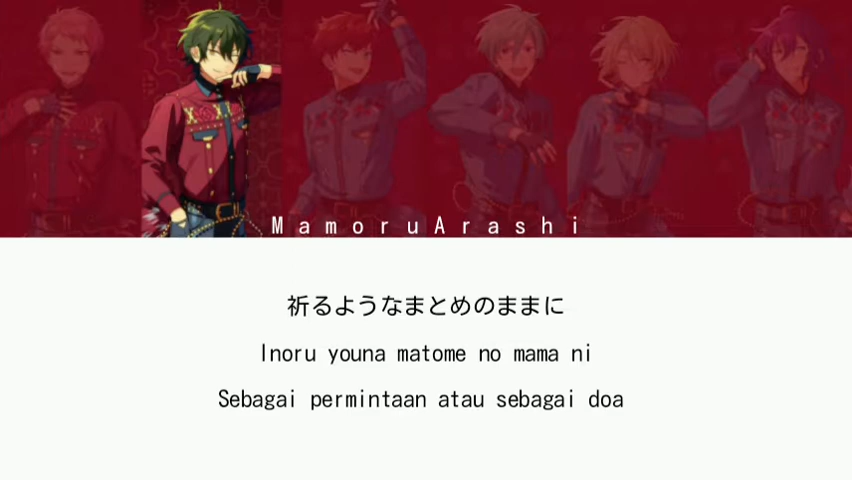 MamoruArashi
祈るようなまとめのままに
Inoru youna matome no mama ni
Sebagai permintaan atau sebagai doa